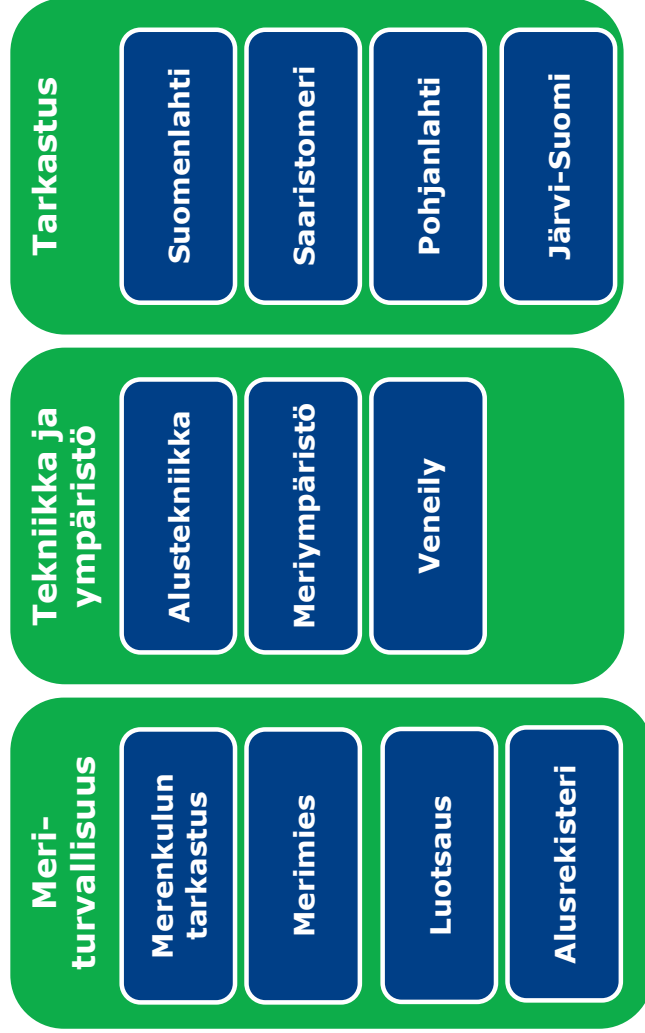 Meri-
turvallisuus
Merenkulun
tarkastus
Merimies
Luotsaus
Alusrekisteri
Tekniikka ja
ympäristö
Alustekniikka
Meriympäristö
Veneily
Tarkastus
Suomenlahti
Saaristomeri
Pohjanlahti
Järvi-Suomi